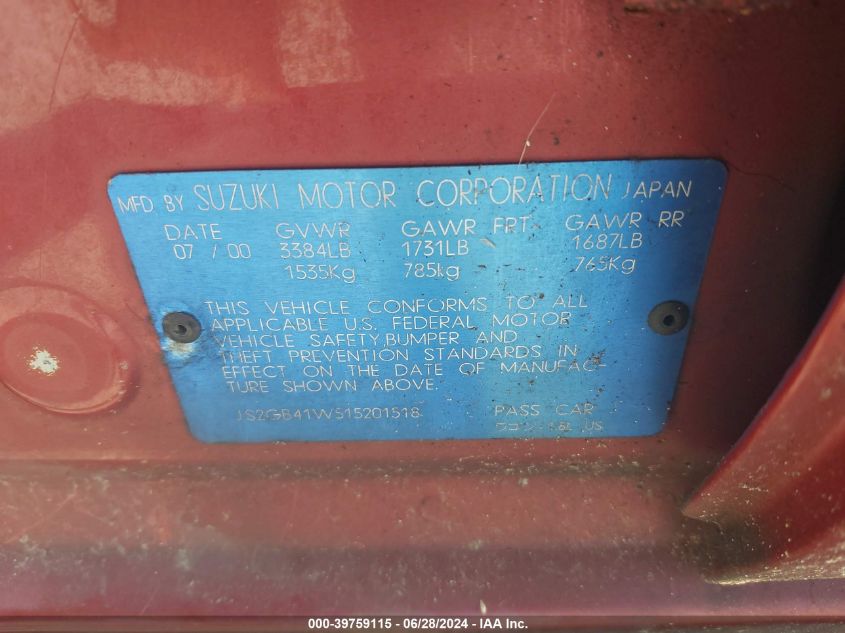 MFD BY SUZUKI MOTOR CORPORATION JAPAN
DATE GVWR GAWR FRT GAWR RR
07 / 00 3384LB 1731LB 1687LB
1535Kg 785kg 765Kg
THIS VEHICLE CONFORMS TO ALL
APPLICABLE U.S. FEDERAL MOTOR
VEHICLE SAFETY,BUMPER AND
THEFT PREVENTION STANDARDS IN
EFFECT ON THE DATE OF MANUFAC-
TURE SHOWN ABOVE.
JS2GB41W515201518 PASS CAR
US
000-39759115 - 06/28/2024 - IAA Inc.